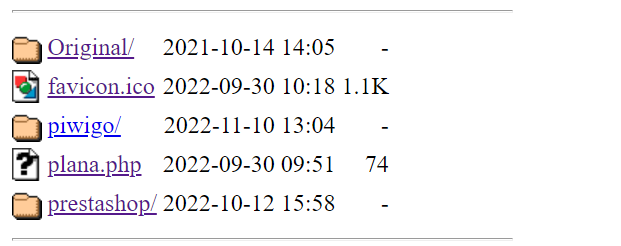 Original/ 2021-10-14 14:05 -
favicon.ico 2022-09-30 10:18 1.1K
piwigo/ 2022-11-10 13:04 -
plana.php 2022-09-30 09:51 74
prestashop/ 2022-10-12 15:58 -